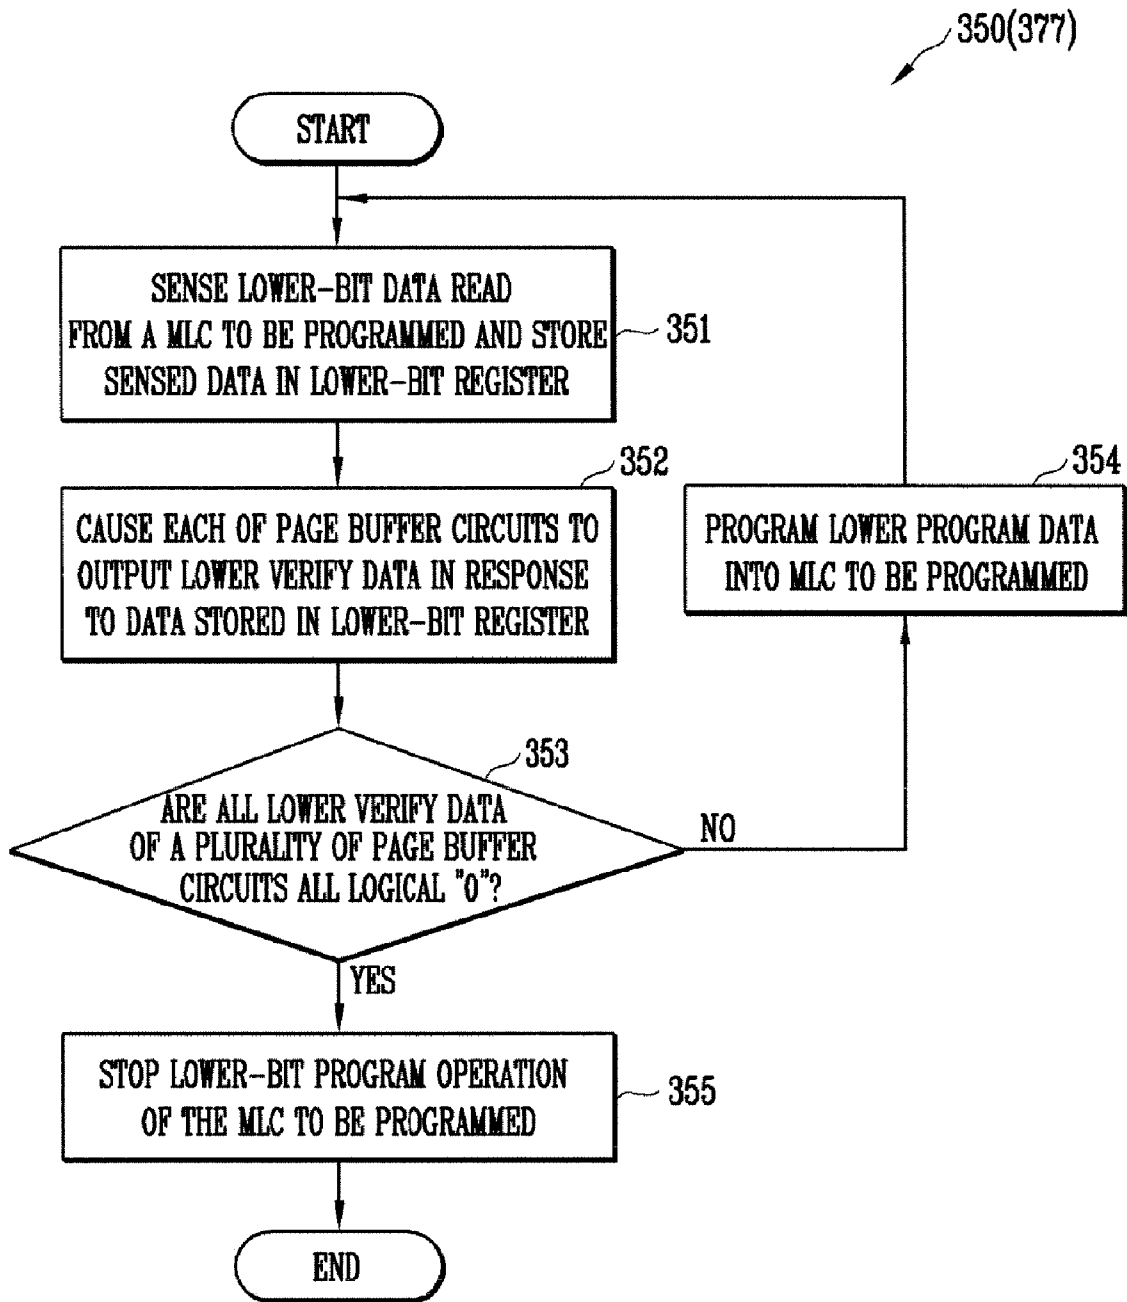 350(377)
START
SENSE LOWER-BIT DATA READ
FROM A MLC TO BE PROGRAMMED AND STORE
SENSED DATA IN LOWER-BIT REGISTER
351
352
CAUSE EACH OF PAGE BUFFER CIRCUITS TO
OUTPUT LOWER VERIFY DATA IN RESPONSE
TO DATA STORED IN LOWER-BIT REGISTER
354
PROGRAM LOWER PROGRAM DATA
INTO MLC TO BE PROGRAMMED
353
ARE ALL LOWER VERIFY DATA
OF A PLURALITY OF PAGE BUFFER
CIRCUITS ALL LOGICAL "0"?
NO
YES
STOP LOWER-BIT PROGRAM OPERATION
OF THE MLC TO BE PROGRAMMED
355
END